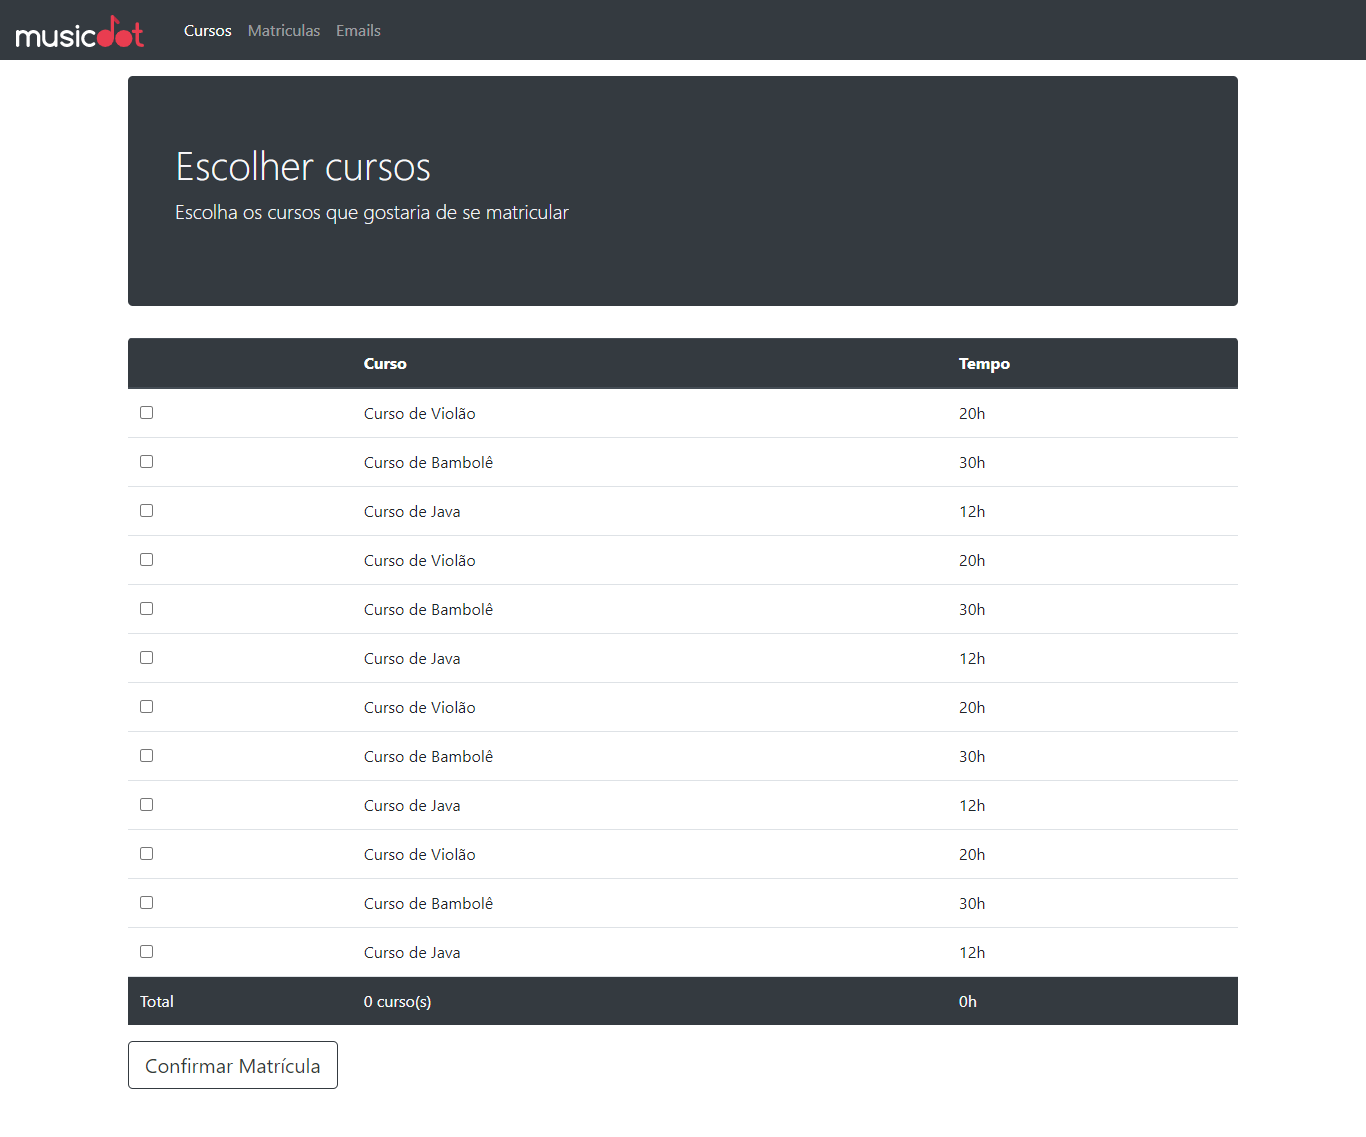 musicdot Cursos Matriculas Emails
Escolher cursos
Escolha os cursos que gostaria de se matricular
Curso Tempo
Curso de Violão 20h
Curso de Bambolê 30h
Curso de Java 12h
Curso de Violão 20h
Curso de Bambolê 30h
Curso de Java 12h
Curso de Violão 20h
Curso de Bambolê 30h
Curso de Java 12h
Curso de Violão 20h
Curso de Bambolê 30h
Curso de Java 12h
Total 0 curso(s) 0h
Confirmar Matrícula